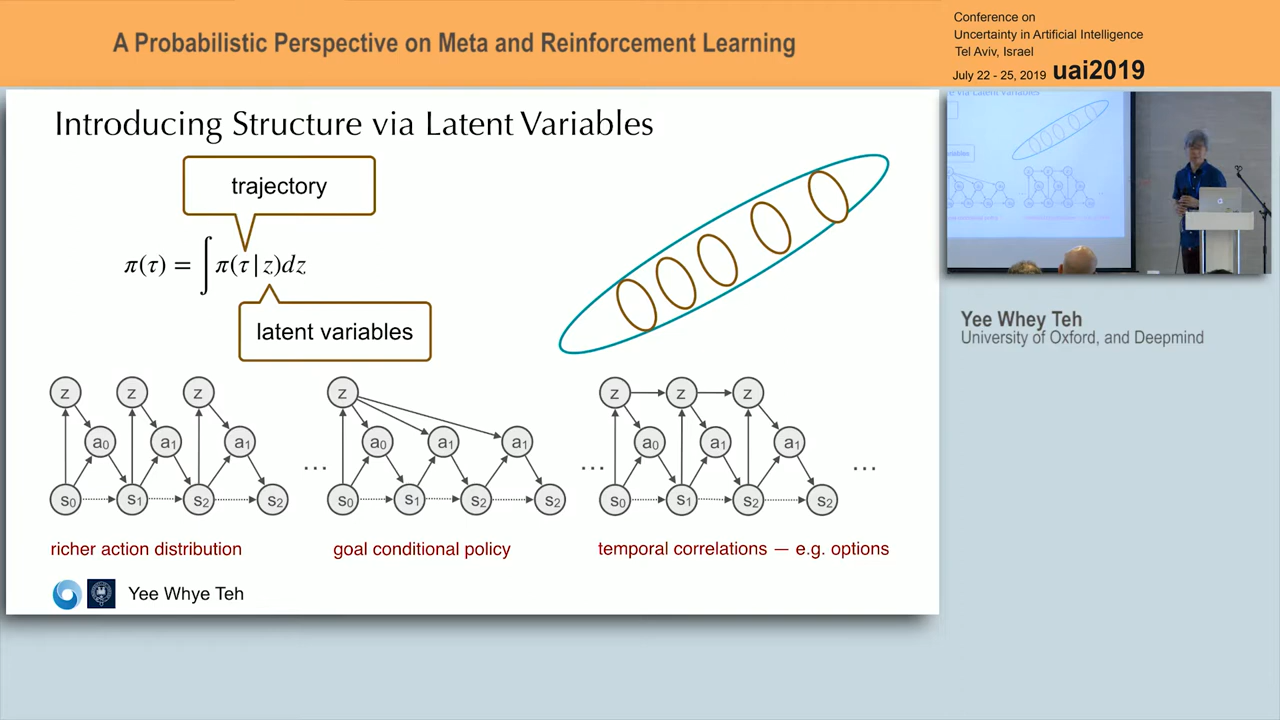 A Probabilistic Perspective on Meta and Reinforcement Learning
Conference on
Uncertainty in Artificial Intelligence
Tel Aviv, Israel
July 22 - 25, 2019 uai2019
Introducing Structure via Latent Variables
trajectory
π(τ) = ∫ π(τ|z)dz
latent variables
z z z
a₀ a₁ a₁
s₀ s₁ s₂ s₂
richer action distribution
...
z
a₀ a₁ a₁
s₀ s₁ s₂ s₂
goal conditional policy
...
z z z
a₀ a₁ a₁
s₀ s₁ s₂ s₂
temporal correlations — e.g. options
...
Yee Whye Teh
e via Latent Variables
Yee Whey Teh
University of Oxford, and Deepmind